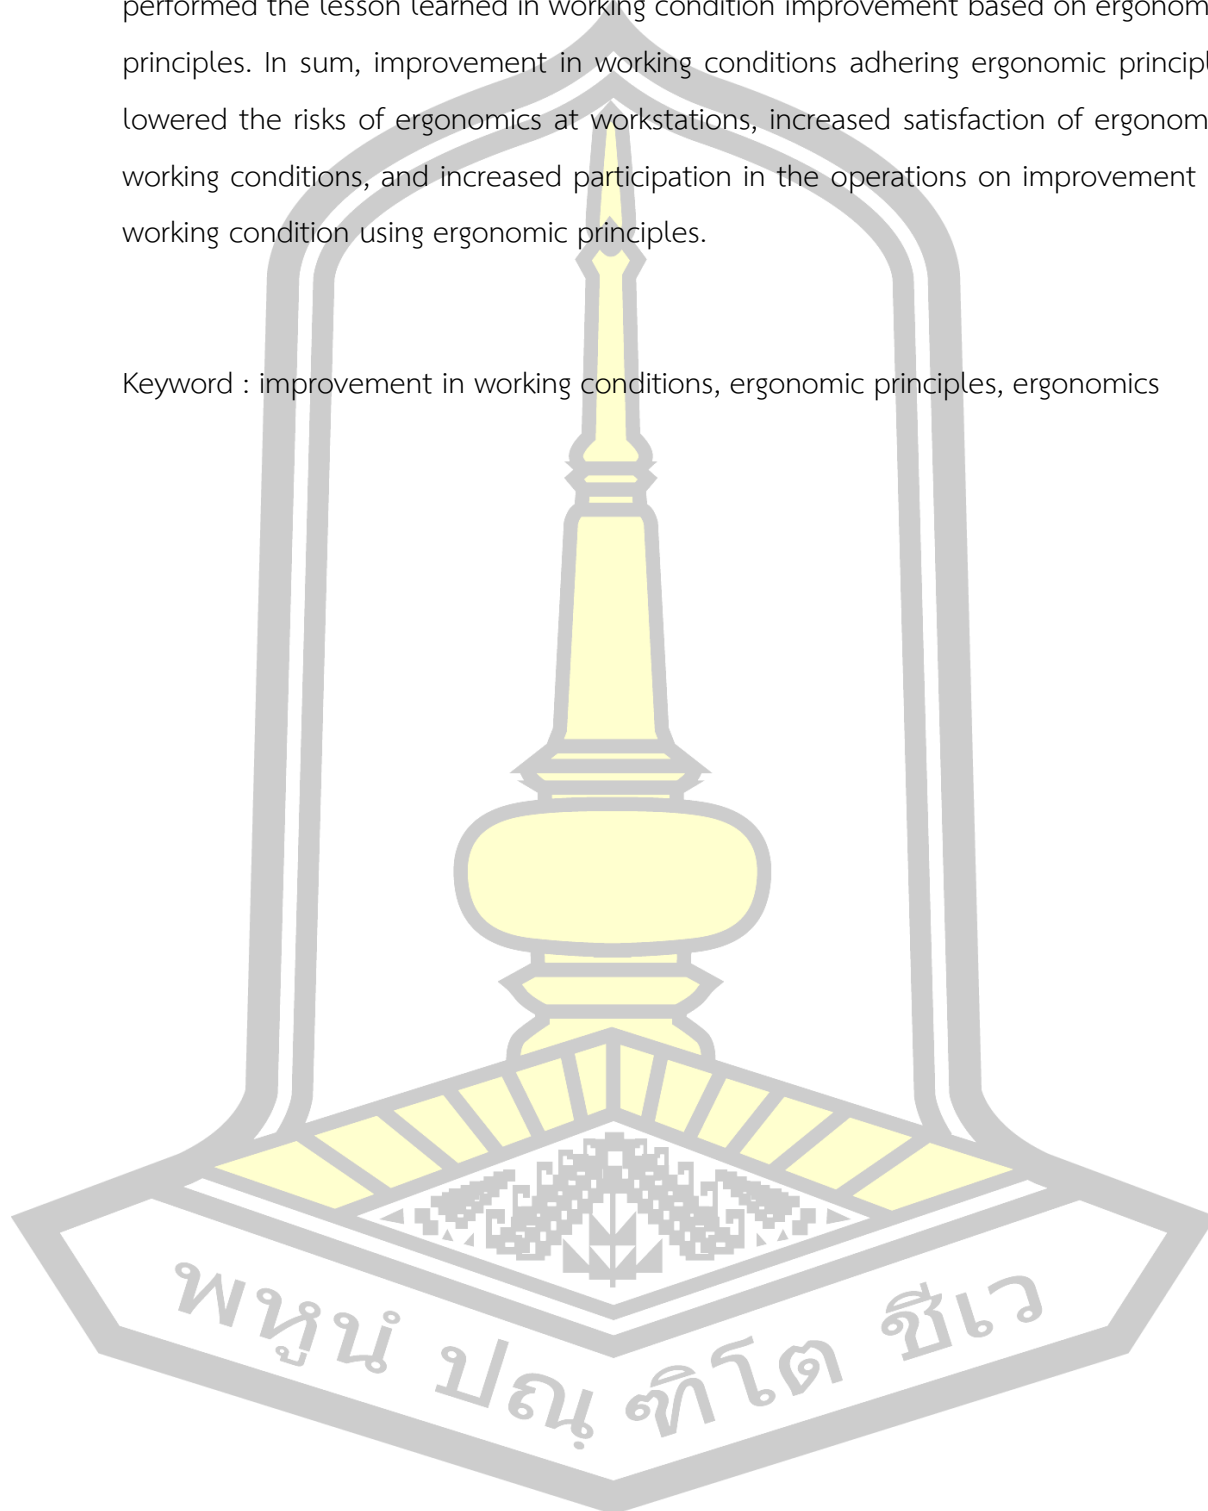 performed the lesson learned in working condition improvement based on ergonom
principles. In sum, improvement in working conditions adhering ergonomic princip
lowered the risks of ergonomics at workstations, increased satisfaction of ergonom
working conditions, and increased participation in the operations on improvement
working condition using ergonomic principles.
Keyword : improvement in working conditions, ergonomic principles, ergonomics
พหูนํ ปณฺ ฑิโต ชีเว